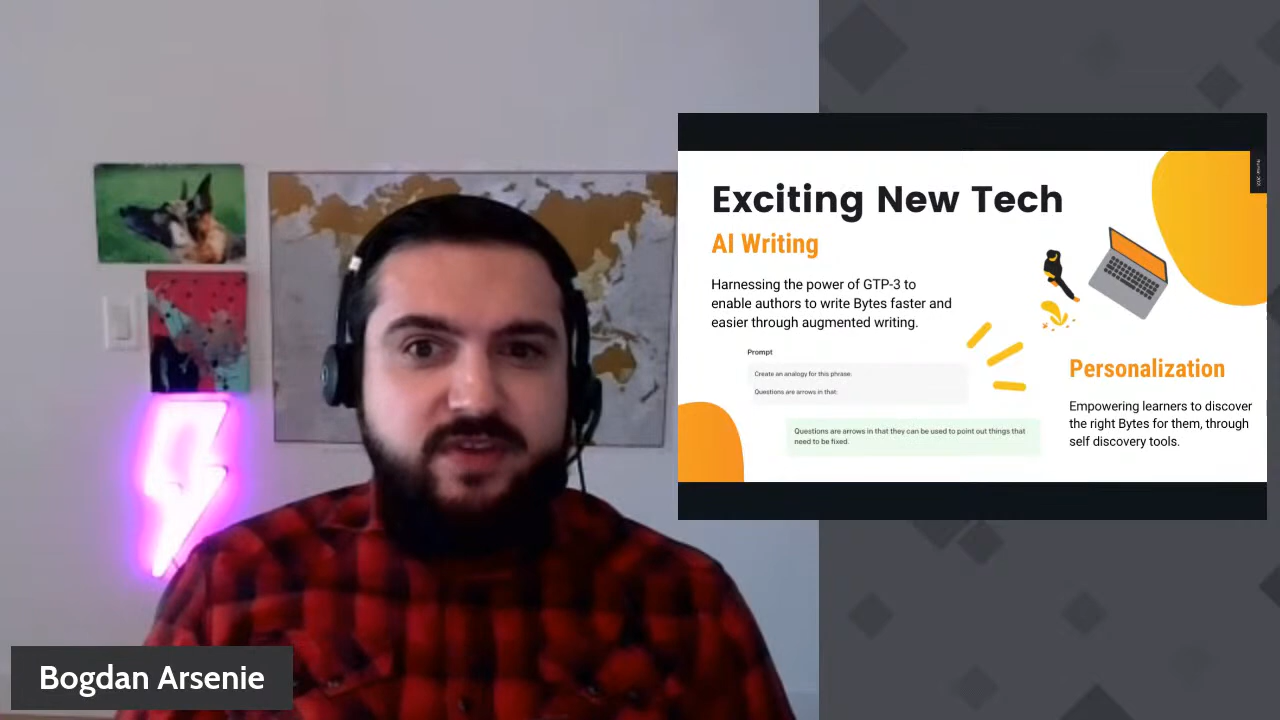 Exciting New Tech
AI Writing
Harnessing the power of GTP-3 to
enable authors to write Bytes faster and
easier through augmented writing.
Prompt
Create an analogy for this phrase:
Questions are arrows in that:
Questions are arrows in that they can be used to point out things that
need to be fixed.
Personalization
Empowering learners to discover
the right Bytes for them, through
self discovery tools.
Bogdan Arsenie